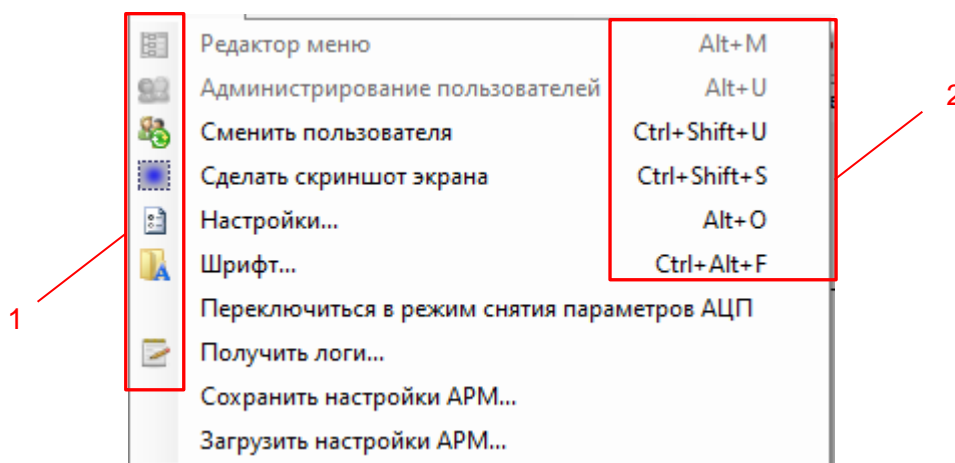 Редактор меню Alt+M
Администрирование пользователей Alt+U
2
Сменить пользователя Ctrl+Shift+U
Сделать скриншот экрана Ctrl+Shift+S
Настройки... Alt+O
Шрифт... Ctrl+Alt+F
1
Переключиться в режим снятия параметров АЦП
Получить логи...
Сохранить настройки АРМ...
Загрузить настройки АРМ...